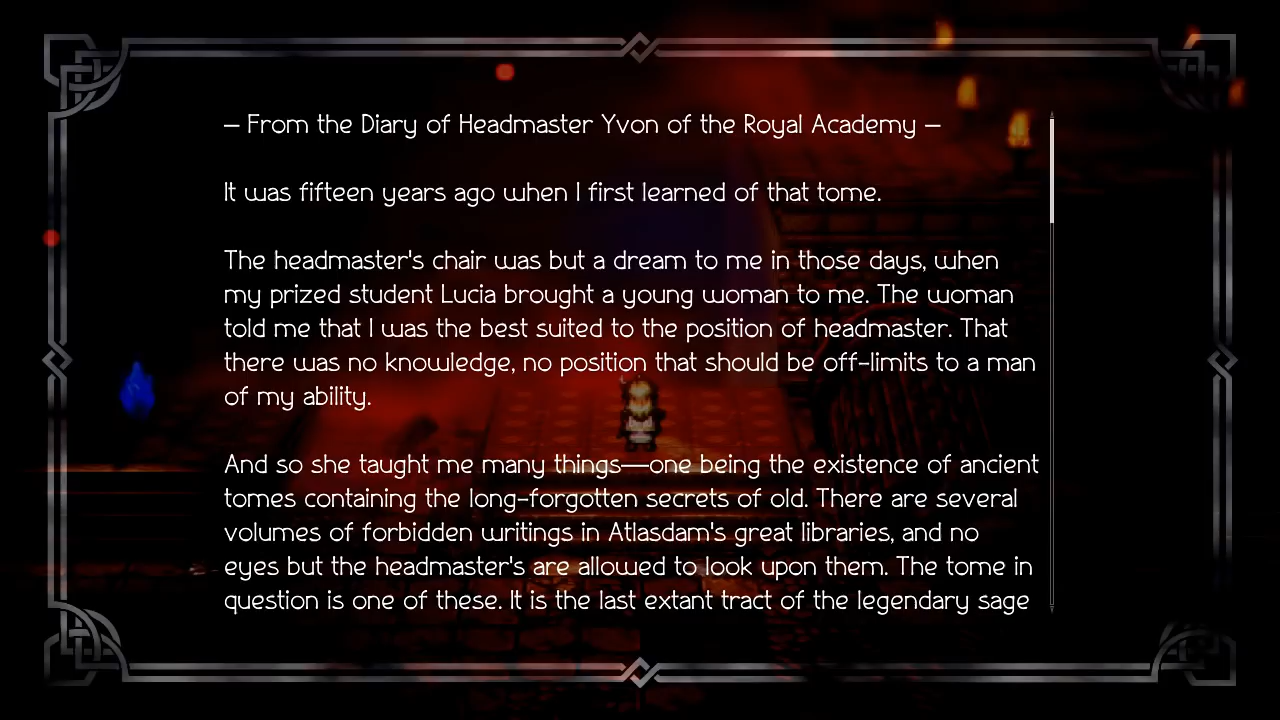 — From the Diary of Headmaster Yvon of the Royal Academy —
It was fifteen years ago when I first learned of that tome.
The headmaster's chair was but a dream to me in those days, when
my prized student Lucia brought a young woman to me. The woman
told me that I was the best suited to the position of headmaster. That
there was no knowledge, no position that should be off-limits to a man
of my ability.
And so she taught me many things—one being the existence of ancient
tomes containing the long-forgotten secrets of old. There are several
volumes of forbidden writings in Atlasdam's great libraries, and no
eyes but the headmaster's are allowed to look upon them. The tome in
question is one of these. It is the last extant tract of the legendary sage